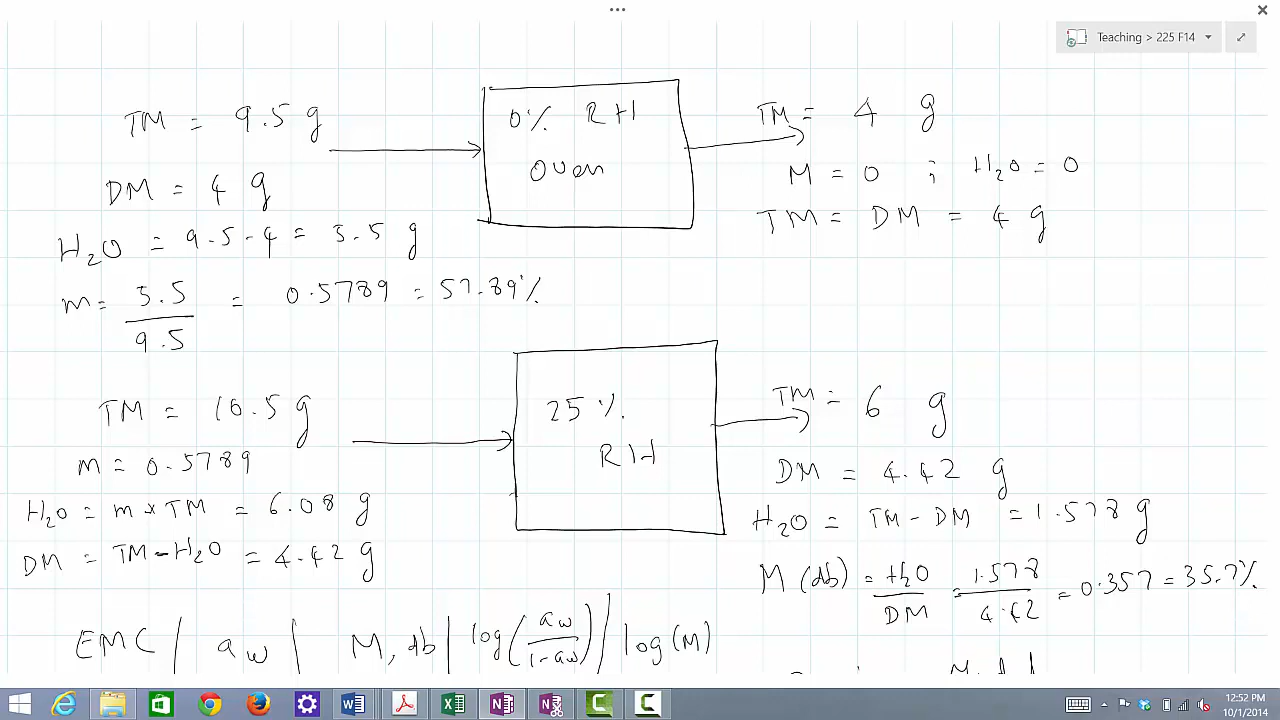 Teaching > 225 F14
TM = 9.5 g
DM = 4 g
H₂O = 9.5-4 = 5.5 g
m = 5.5/9.5 = 0.5789 = 57.89%
0% RH
Oven
TM = 4 g
M = 0 ; H₂O = 0
TM = DM = 4 g
TM = 10.5 g
m = 0.5789
H₂O = m × TM = 6.08 g
DM = TM-H₂O = 4.42 g
25 %
RH
TM = 6 g
DM = 4.42 g
H₂O = TM - DM = 1.578 g
M (db) = H₂O/DM = 1.578/4.42 = 0.357 = 35.7%
EMC | aw | M, db | log(aw/1-aw) | log(M)
12:52 PM
10/1/2014